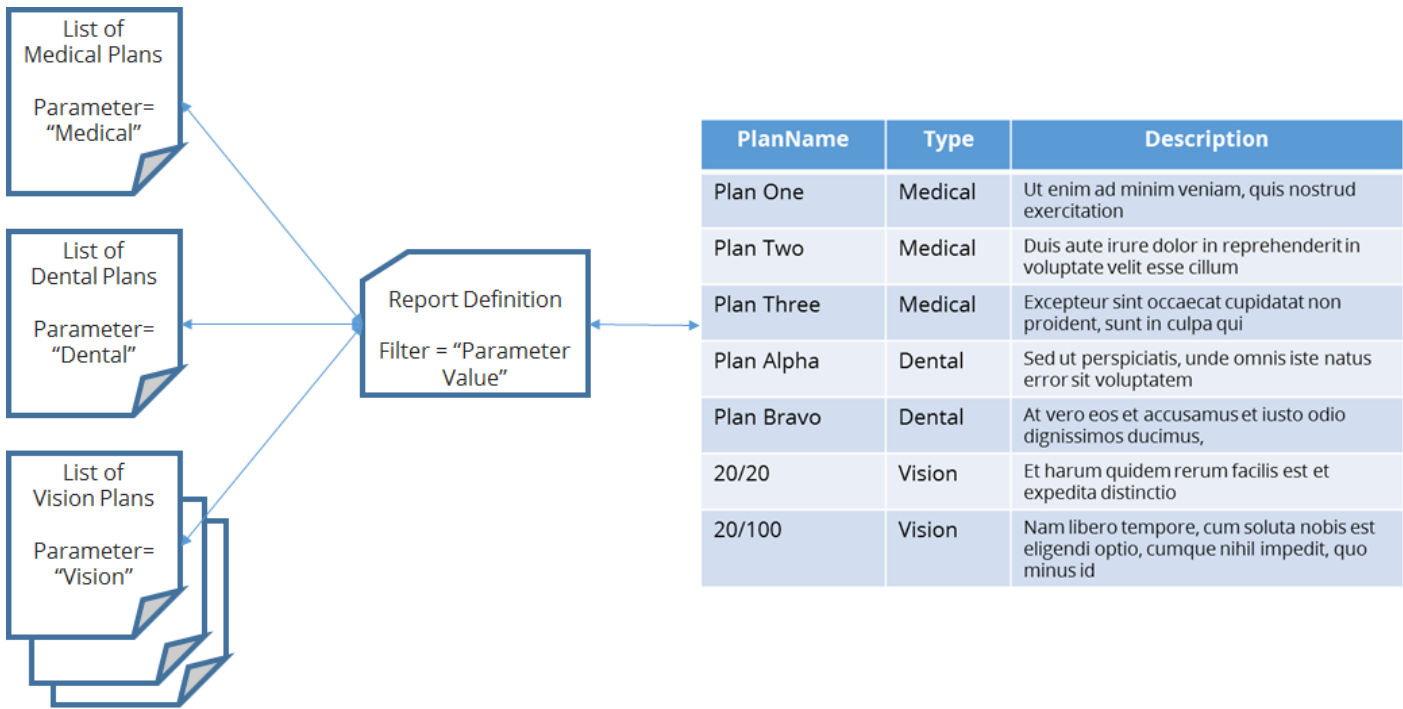 List of
Medical Plans
Parameter=
“Medical”
List of
Dental Plans
Parameter=
“Dental”
List of
Vision Plans
Parameter=
“Vision”
Report Definition
Filter = “Parameter
Value”
PlanName Type Description
Plan One Medical Ut enim ad minim veniam, quis nostrud
exercitation
Plan Two Medical Duis aute irure dolor in reprehenderit in
voluptate velit esse cillum
Plan Three Medical Excepteur sint occaecat cupidatat non
proident, sunt in culpa qui
Plan Alpha Dental Sed ut perspiciatis, unde omnis iste natus
error sit voluptatem
Plan Bravo Dental At vero eos et accusamus et iusto odio
dignissimos ducimus,
20/20 Vision Et harum quidem rerum facilis est et
expedita distinctio
20/100 Vision Nam libero tempore, cum soluta nobis est
eligendi optio, cumque nihil impedit, quo
minus id